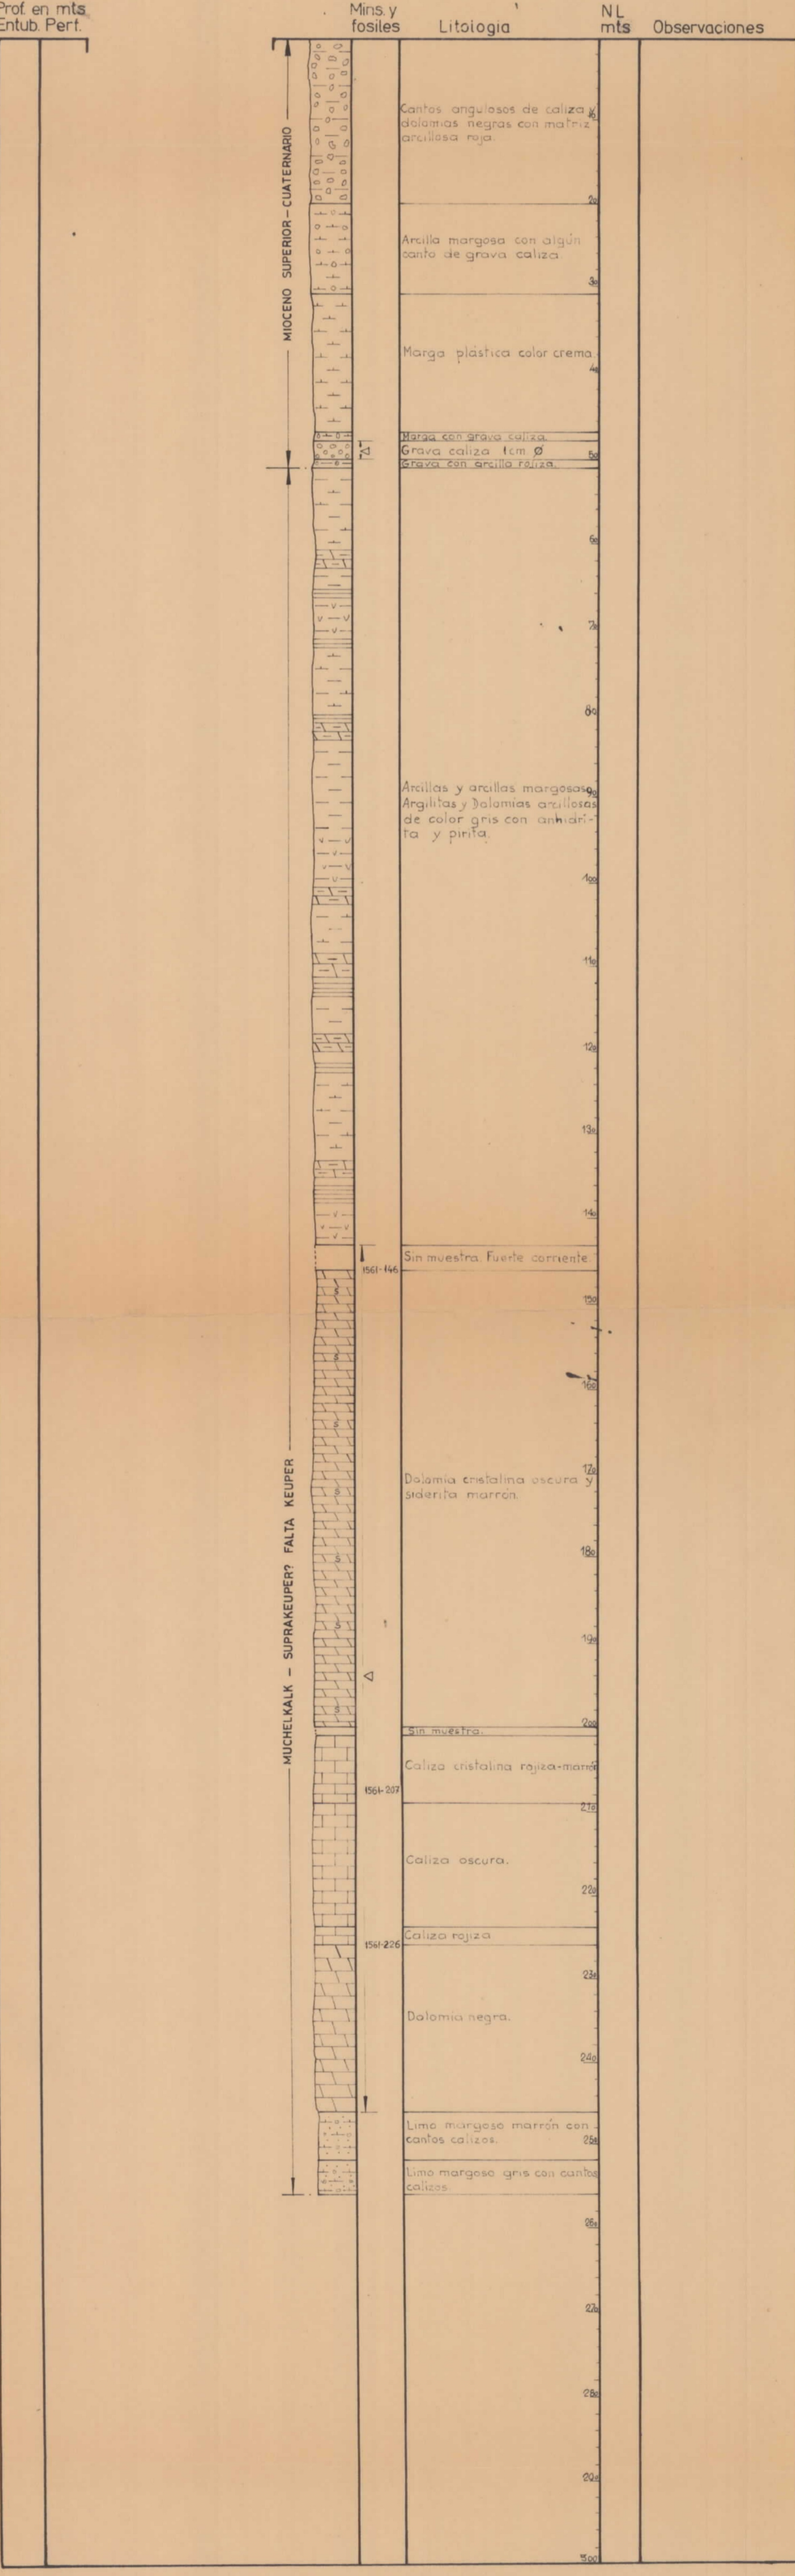 Prof. en mts.
Entub. Perf.
Mins. y
fosiles
Litologia
N L
mts
Observaciones
MIOCENO SUPERIOR-CUATERNARIO
Cantos angulosos de caliza y
dolomias negras con matriz
arcillosa roja.
10
20
Arcilla margosa con algún
canto de grava caliza.
30
Marga plástica color crema.
40
Marga con grava caliza.
Grava caliza 1cm Ø
50
Grava con arcilla rojiza.
60
70
80
Arcillas y arcillas margosas,
90
Argilitas y Dolomias arcillosas
de color gris con anhidri-
ta y pirita.
100
110
120
130
140
Sin muestra. Fuerte corriente.
1561-146
150
160
MUCHELKALK - SUPRAKEUPER? FALTA KEUPER
170
Dolomia cristalina oscura y
siderita marrón.
180
190
200
Sin muestra.
Caliza cristalina rojiza-marrón
1561-207
210
Caliza oscura.
220
Caliza rojiza
1561-226
230
Dolomia negra.
240
Limo margoso marrón con
cantos calizos.
250
Limo margoso gris con cantos
calizos.
260
270
280
290
300